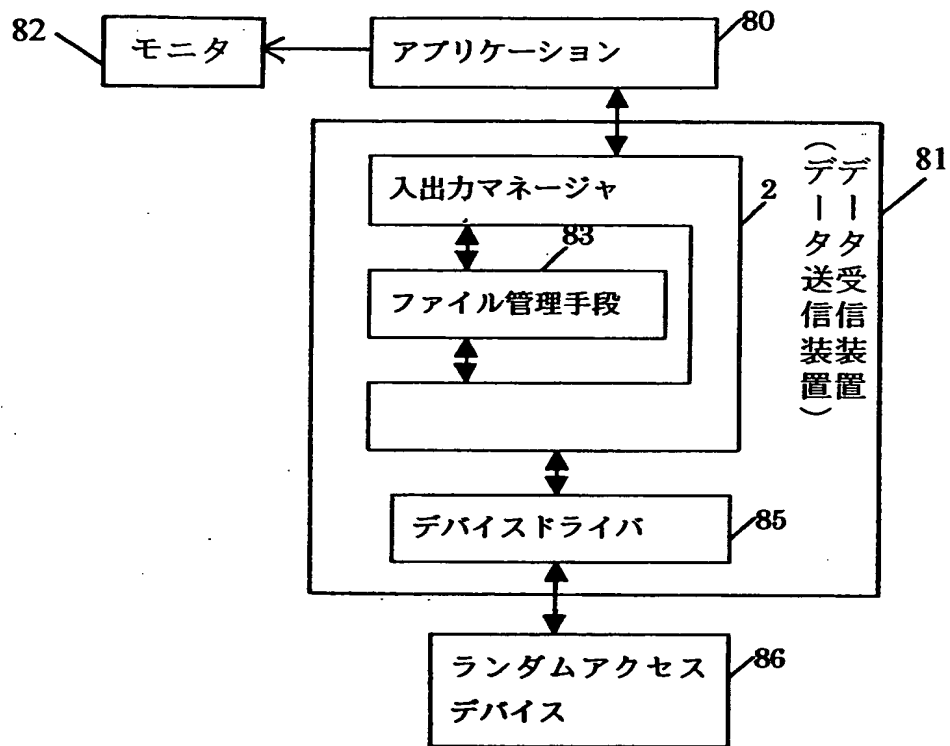 82
モニタ
アプリケーション
80
入出力マネージャ
2
データ受信装置
(データ送信装置)
81
83
ファイル管理手段
デバイスドライバ
85
ランダムアクセス
デバイス
86